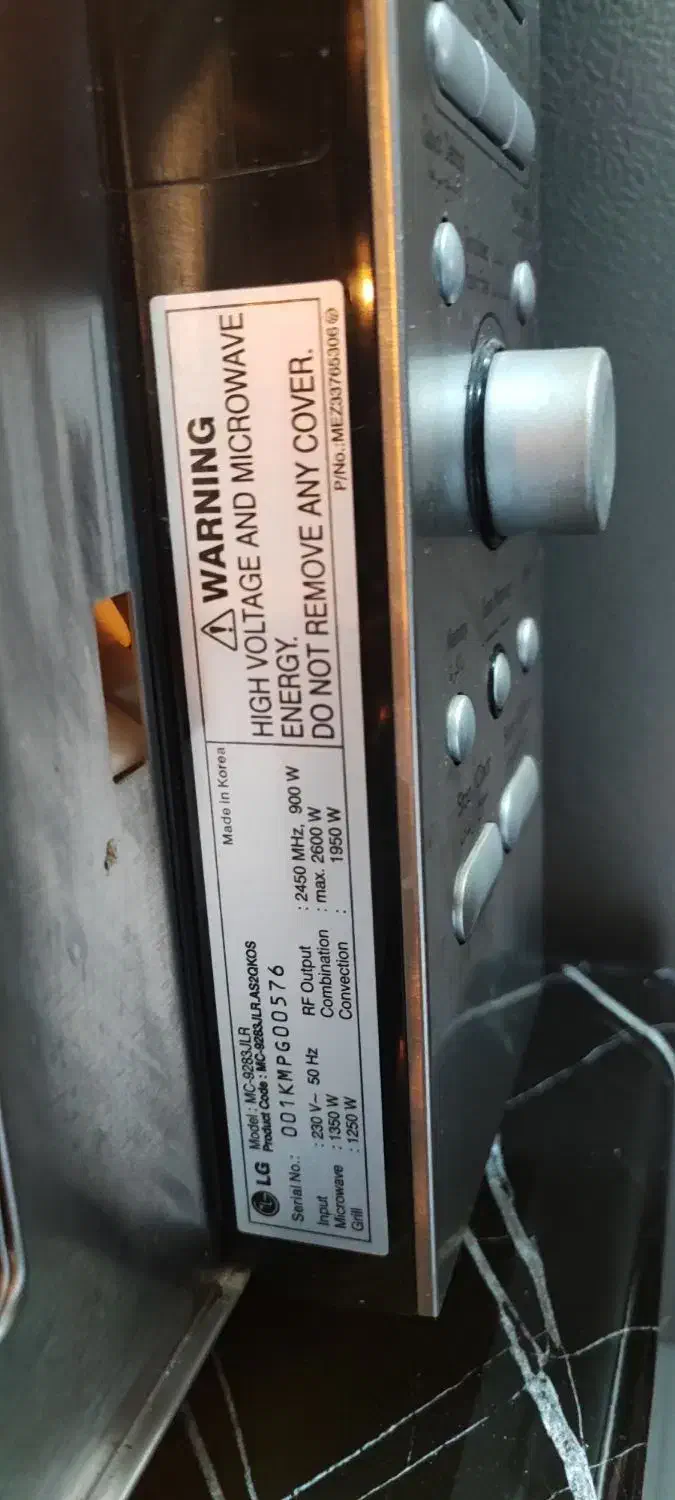 LG
Model : MC-9283JLR
Product Code : MC-9283JLR.AS2QKOS
Made in Korea
Serial No.: 001KMPG00576
Input : 230 V~ 50 Hz
Microwave : 1350 W
Grill : 1250 W
RF Output : 2450 MHz, 900 W
Combination : max. 2600 W
Convection : 1950 W
⚠ WARNING
HIGH VOLTAGE AND MICROWAVE
ENERGY.
DO NOT REMOVE ANY COVER.
P/No.:MEZ33765306